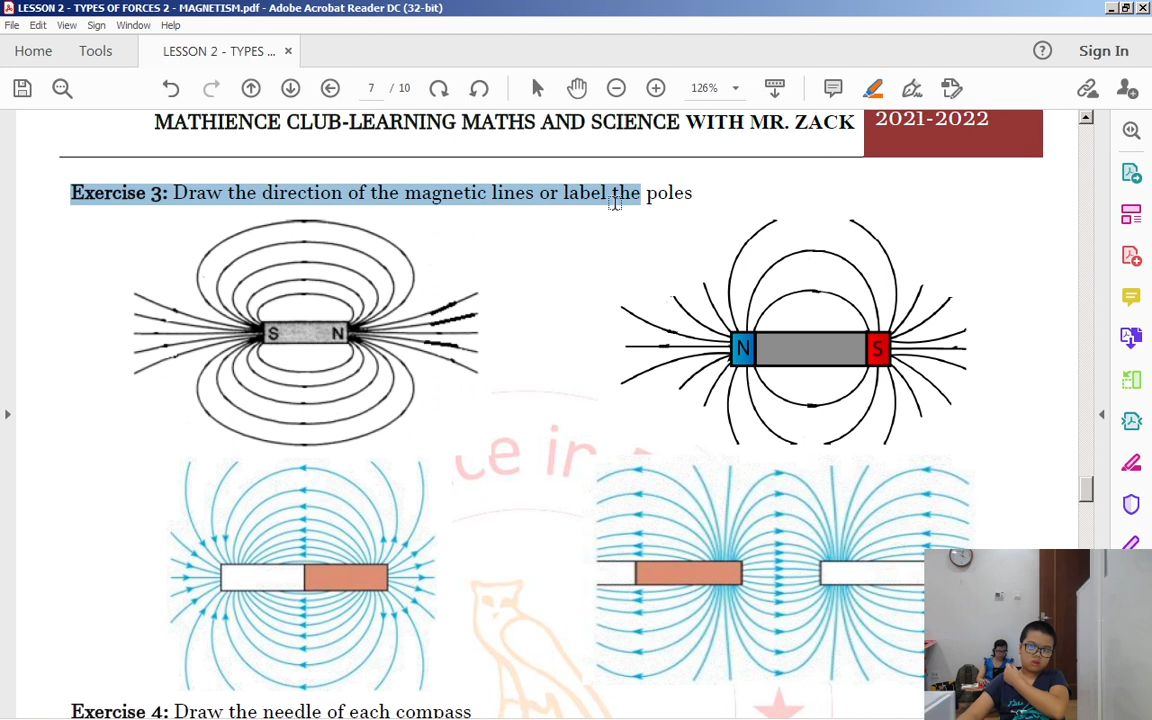 LESSON 2 - TYPES OF FORCES 2 - MAGNETISM.pdf - Adobe Acrobat Reader DC (32-bit)
File Edit View Sign Window Help
Home Tools LESSON 2 - TYPES ... × Sign In
7 / 10 126%
MATHIENCE CLUB-LEARNING MATHS AND SCIENCE WITH MR. ZACK 2021-2022
Exercise 3: Draw the direction of the magnetic lines or label the poles
S N
N S
ce in
Exercise 4: Draw the needle of each compass